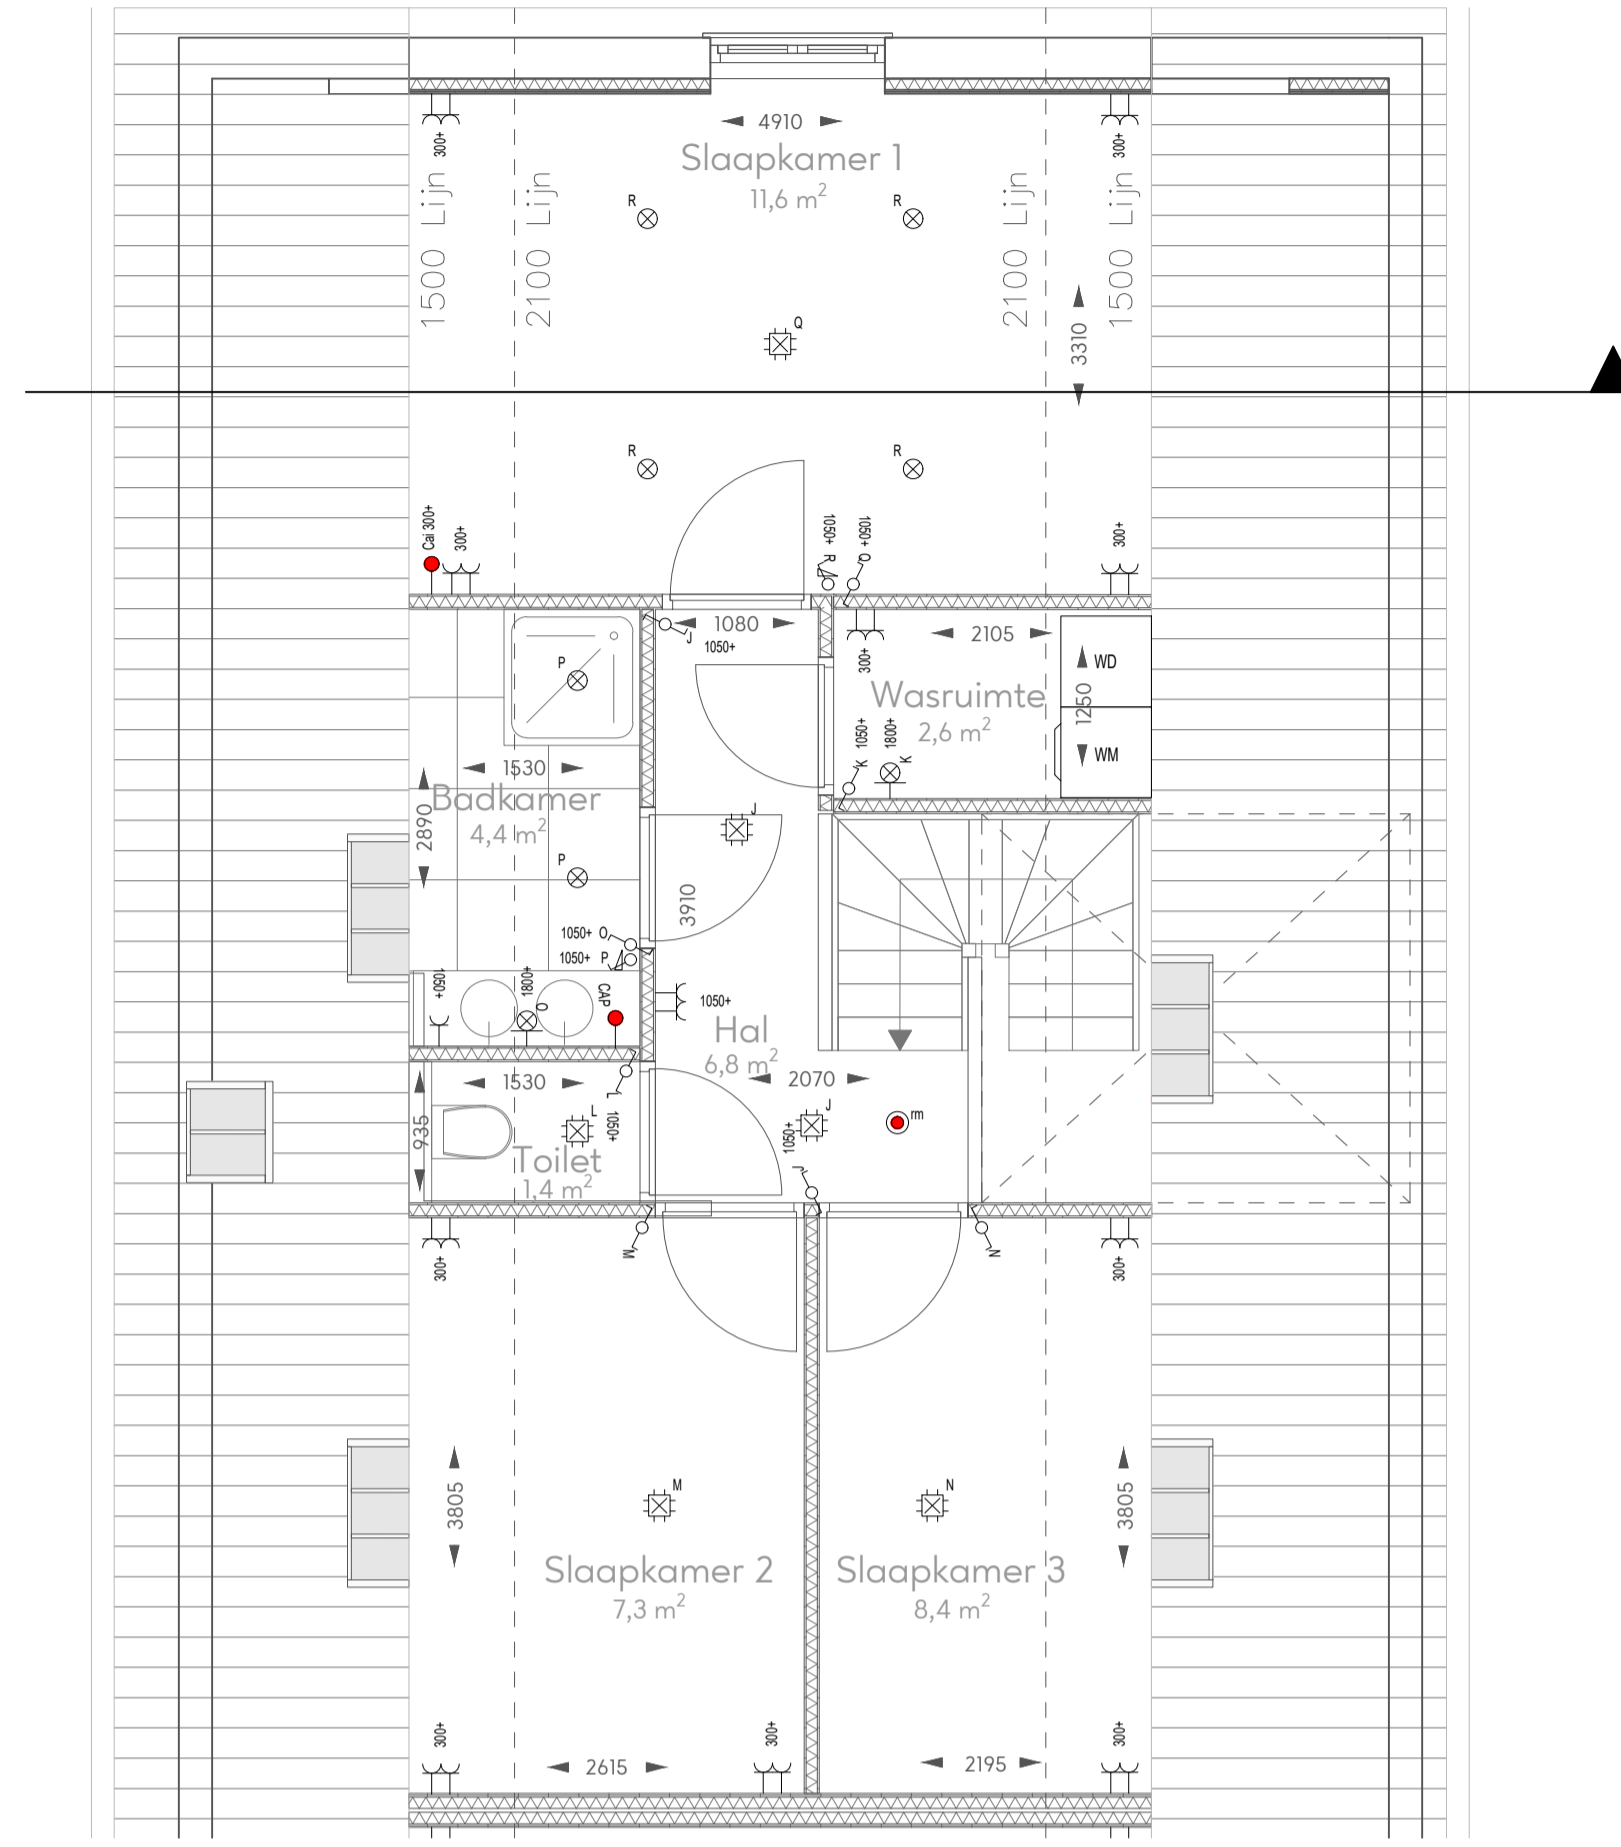 4910
Slaapkamer 1
11,6 m²
300+
300+
1500 Lijn
2100 Lijn
2100 Lijn
1500 Lijn
R
R
Q
3310
R
R
Cai 300+
300+
1050+ R
1050+ Q
300+
1080
J
1050+
2105
300+
WD
1250
WM
Wasruimte
2,6 m²
K 1050+
1800+
K
P
1530
Badkamer
4,4 m²
2890
J
P
3910
1050+ O
1050+ P
1050+
1800+
O
CAP
1050+
Hal
6,8 m²
2070
1530
L 1050+
935
L
Toilet
1,4 m²
J
1050+
J
rm
M
N
300+
300+
M
N
3805
3805
Slaapkamer 2
7,3 m²
Slaapkamer 3
8,4 m²
300+
300+
300+
2615
2195